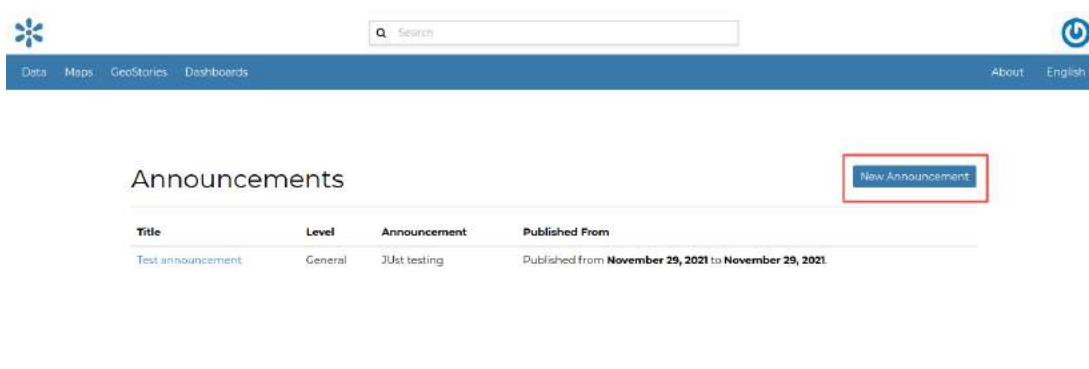 Search
Data Maps GeoStories Dashboards About English
Announcements
New Announcement
Title Level Announcement Published From
Test announcement General JUst testing Published from November 29, 2021 to November 29, 2021.